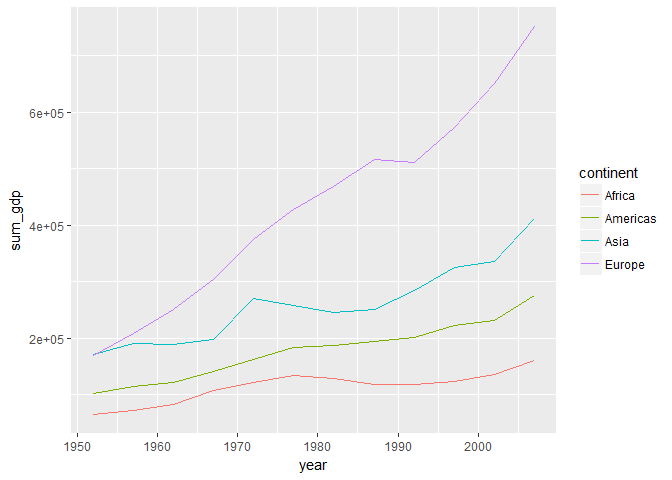 6e+05
4e+05
2e+05
sum_gdp
1950 1960 1970 1980 1990 2000
year
continent
Africa
Americas
Asia
Europe